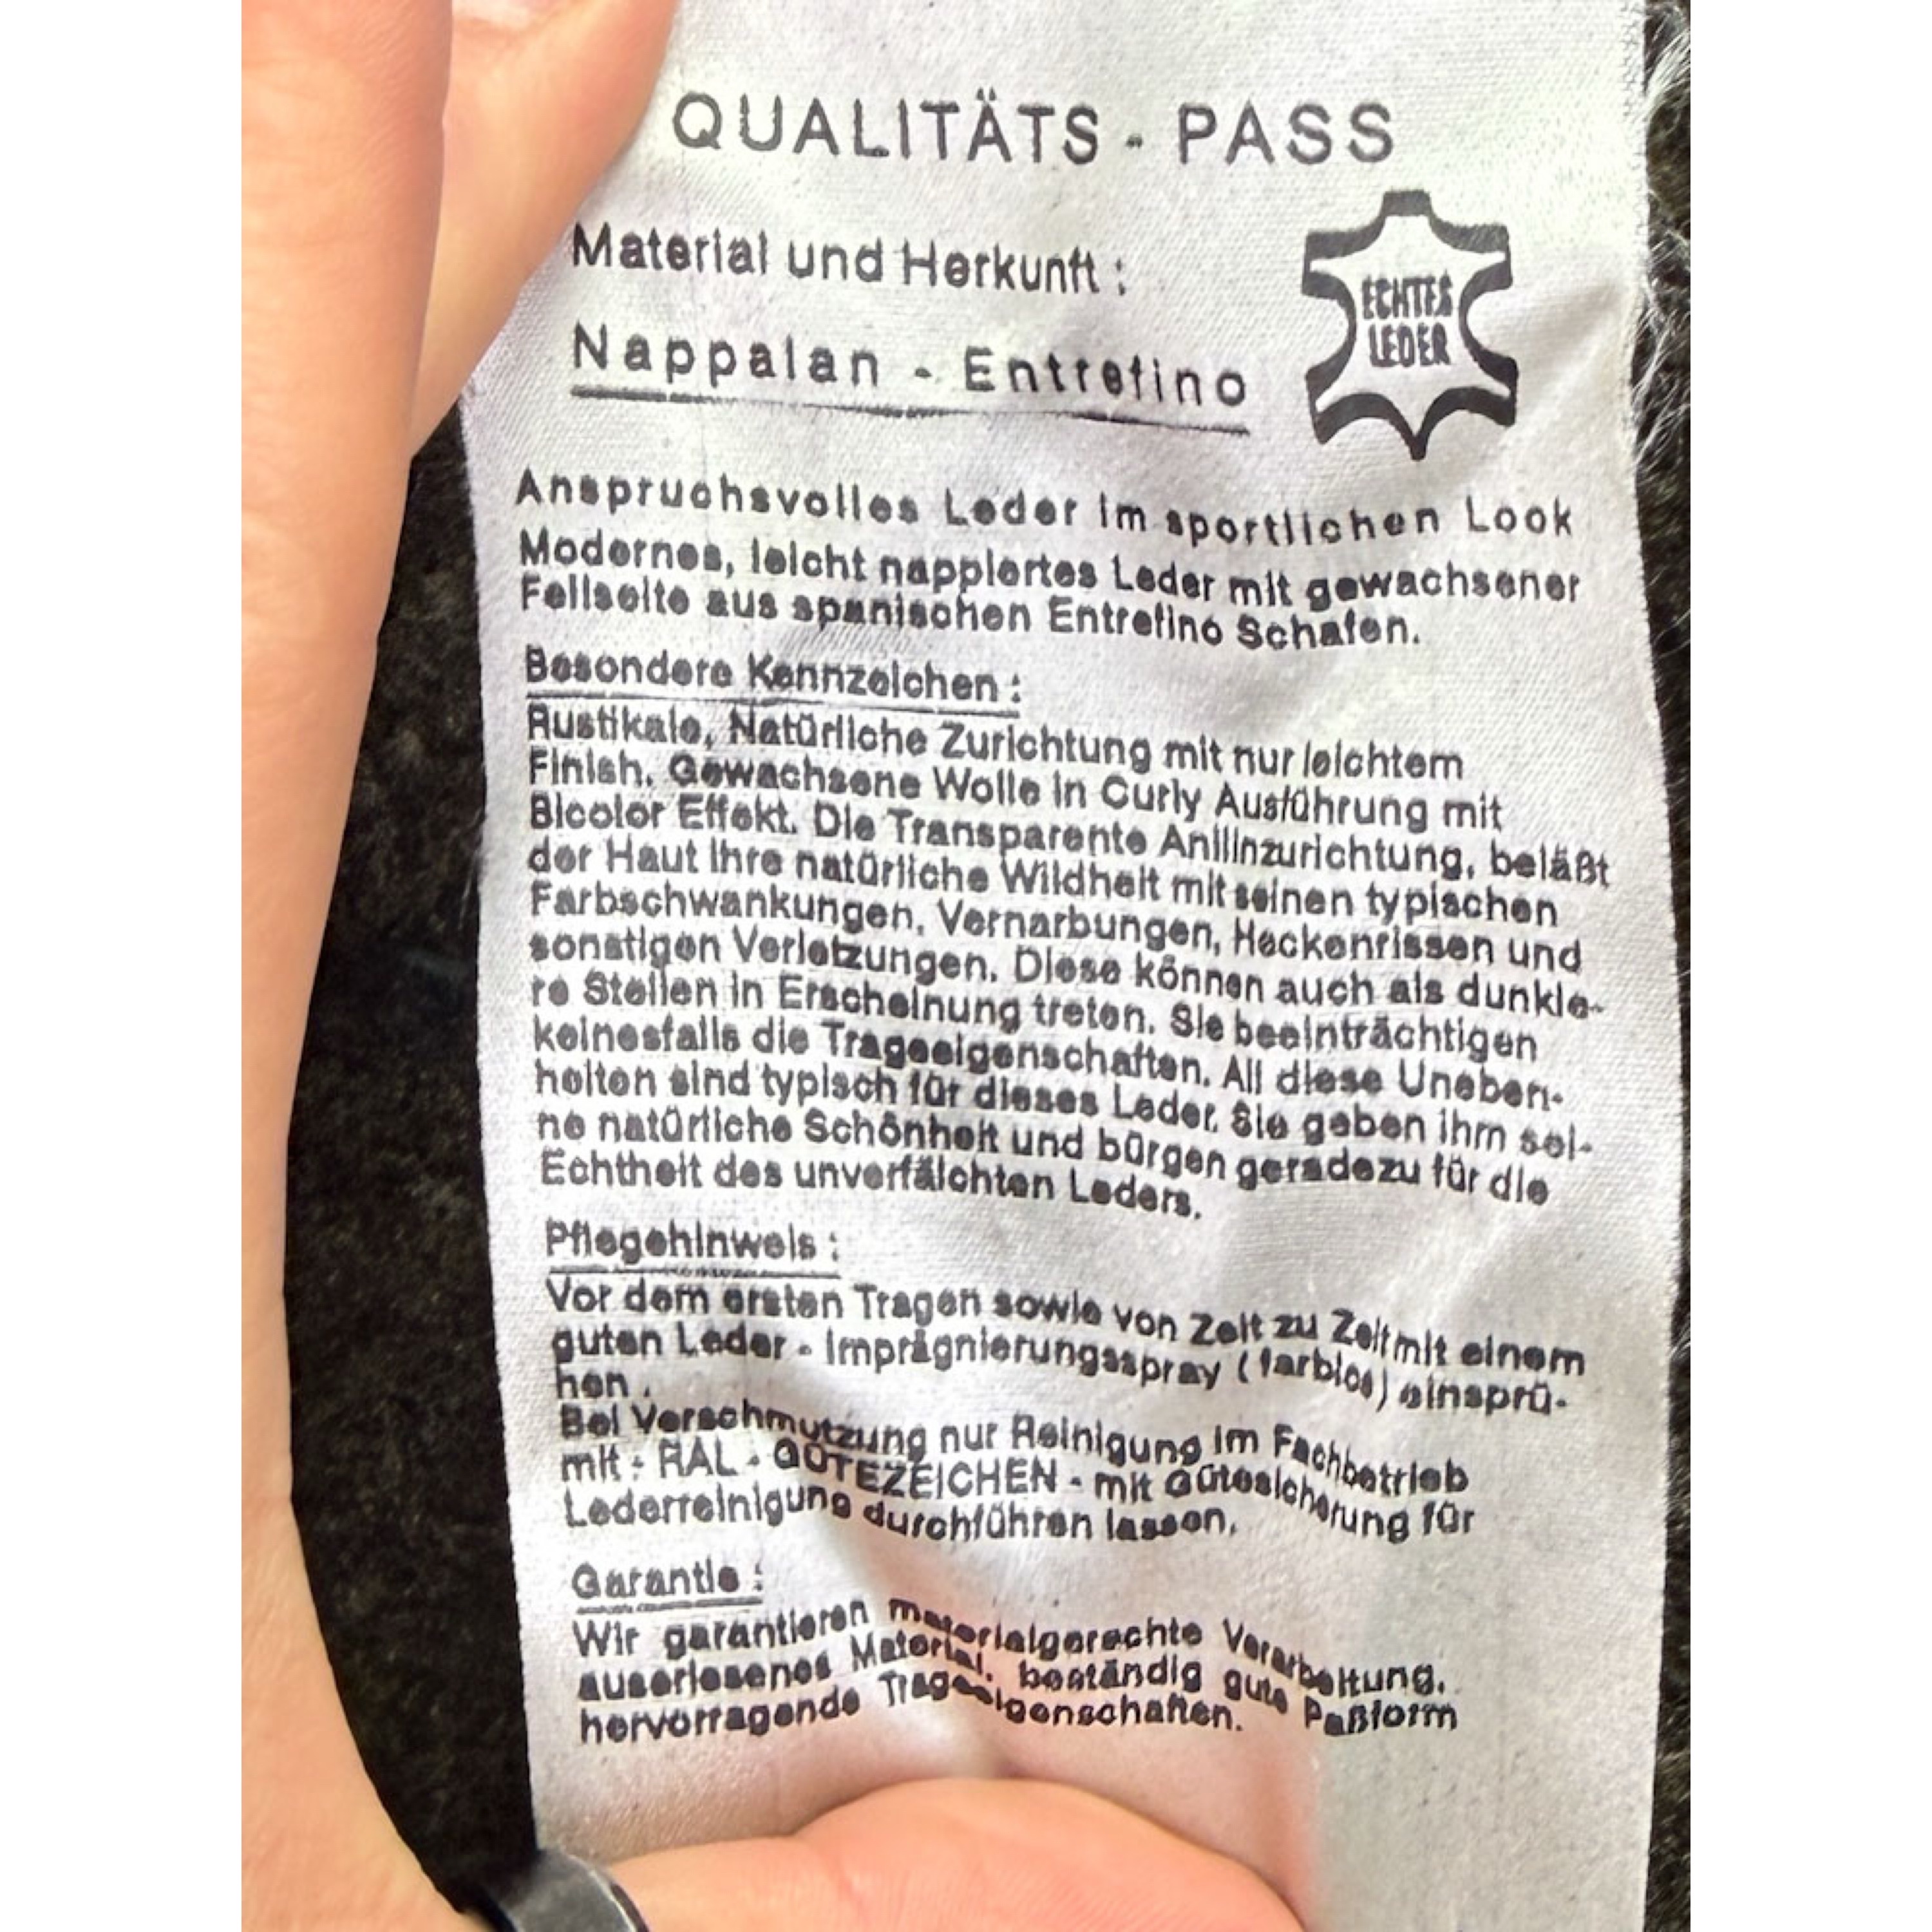 QUALITÄTS - PASS
Material und Herkunft :
ECHTES
LEDER
Nappalan - Entrefino
Anspruchsvolles Leder im sportlichen Look
Modernes, leicht nappiertes Leder mit gewachsener
Fellseite aus spanischen Entrefino Schafen.
Besondere Kennzeichen :
Rustikale, Natürliche Zurichtung mit nur leichtem
Finish. Gewachsene Wolle in Curly Ausführung mit
Bicolor Effekt. Die Transparente Anilinzurichtung, beläßt
der Haut ihre natürliche Wildheit mit seinen typischen
Farbschwankungen, Vernarbungen, Heckenrissen und
sonstigen Verletzungen. Diese können auch als dunkle-
re Stellen in Erscheinung treten. Sie beeinträchtigen
keinesfalls die Trageeigenschaften. All diese Uneben-
heiten sind typisch für dieses Leder. Sie geben ihm sei-
ne natürliche Schönheit und bürgen geradezu für die
Echtheit des unverfälchten Leders.
Pflegehinweis :
Vor dem ersten Tragen sowie von Zeit zu Zeit mit einem
guten Leder - Imprägnierungsspray ( farblos ) einsprü-
hen .
Bei Verschmutzung nur Reinigung im Fachbetrieb
mit - RAL - GÜTEZEICHEN - mit Gütesicherung für
Lederreinigung durchführen lassen.
Garantie :
Wir garantieren materialgerechte Verarbeitung,
auserlesenes Material, beständig gute Paßform
hervorragende Trageeigenschaften.